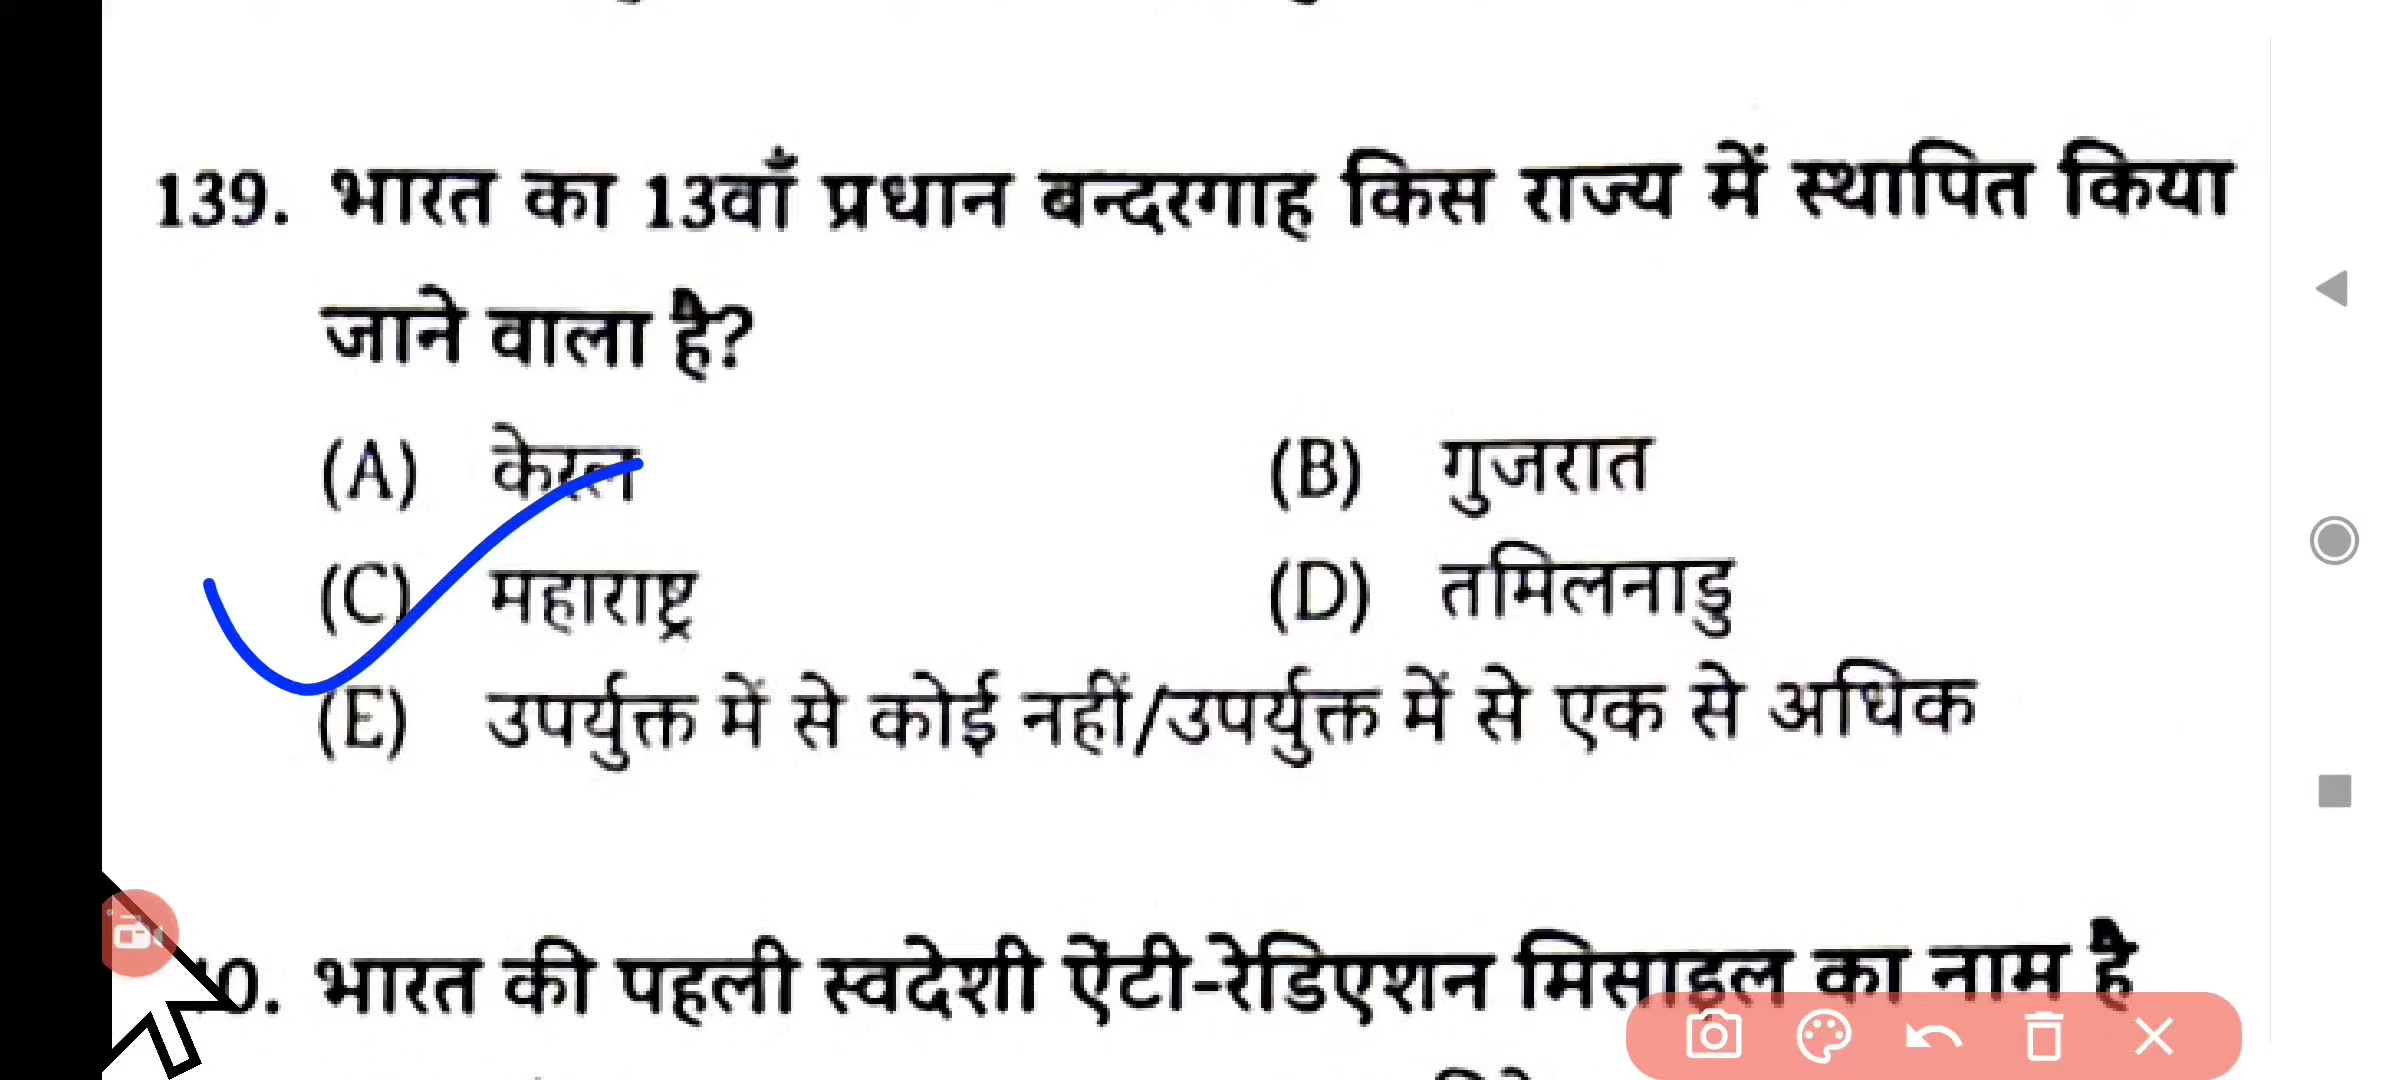 139. भारत का 13वाँ प्रधान बन्दरगाह किस राज्य में स्थापित किया
जाने वाला है?
(A) केरल (B) गुजरात
(C) महाराष्ट्र (D) तमिलनाडु
(E) उपर्युक्त में से कोई नहीं/उपर्युक्त में से एक से अधिक
0. भारत की पहली स्वदेशी ऐंटी-रेडिएशन मिसाइल का नाम है